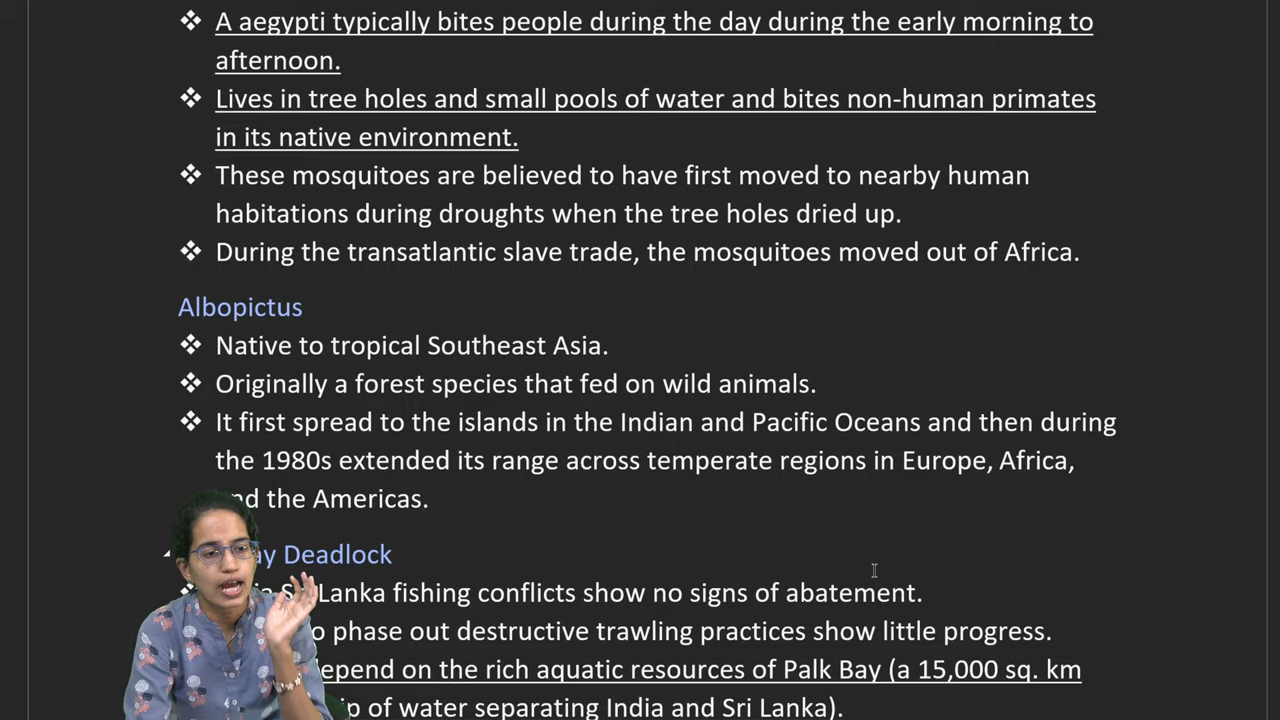 ❖ A aegypti typically bites people during the day during the early morning to
afternoon.
❖ Lives in tree holes and small pools of water and bites non-human primates
in its native environment.
❖ These mosquitoes are believed to have first moved to nearby human
habitations during droughts when the tree holes dried up.
❖ During the transatlantic slave trade, the mosquitoes moved out of Africa.
Albopictus
❖ Native to tropical Southeast Asia.
❖ Originally a forest species that fed on wild animals.
❖ It first spread to the islands in the Indian and Pacific Oceans and then during
the 1980s extended its range across temperate regions in Europe, Africa,
and the Americas.
Deadlock
Lanka fishing conflicts show no signs of abatement.
phase out destructive trawling practices show little progress.
depend on the rich aquatic resources of Palk Bay (a 15,000 sq. km
of water separating India and Sri Lanka).